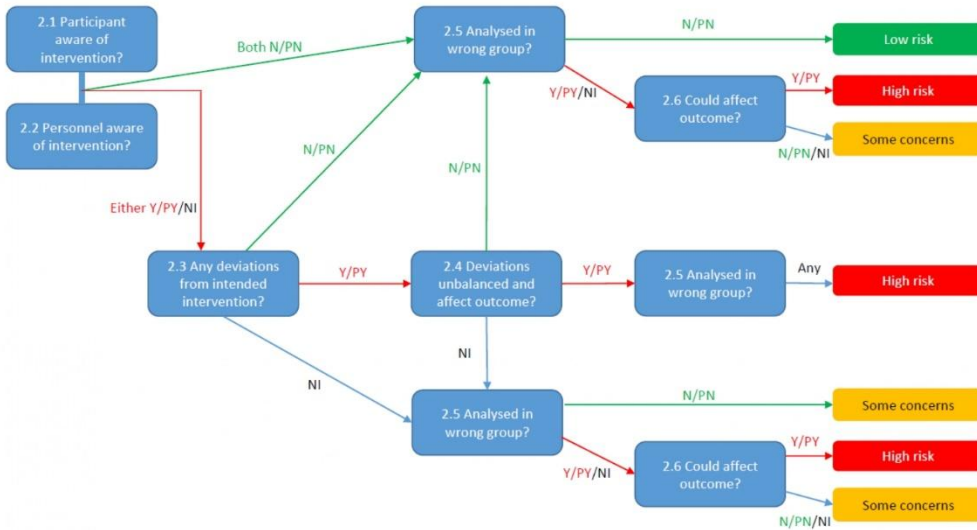 2.1 Participant
aware of
intervention?
2.2 Personnel aware
of intervention?
Both N/PN
2.5 Analysed in
wrong group?
N/PN
Low risk
Y/PY/NI
2.6 Could affect
outcome?
Y/PY
High risk
N/PN/NI
Some concerns
N/PN
N/PN
Either Y/PY/NI
2.3 Any deviations
from intended
intervention?
Y/PY
2.4 Deviations
unbalanced and
affect outcome?
Y/PY
2.5 Analysed in
wrong group?
Any
High risk
NI
NI
2.5 Analysed in
wrong group?
N/PN
Some concerns
Y/PY/NI
2.6 Could affect
outcome?
Y/PY
High risk
N/PN/NI
Some concerns